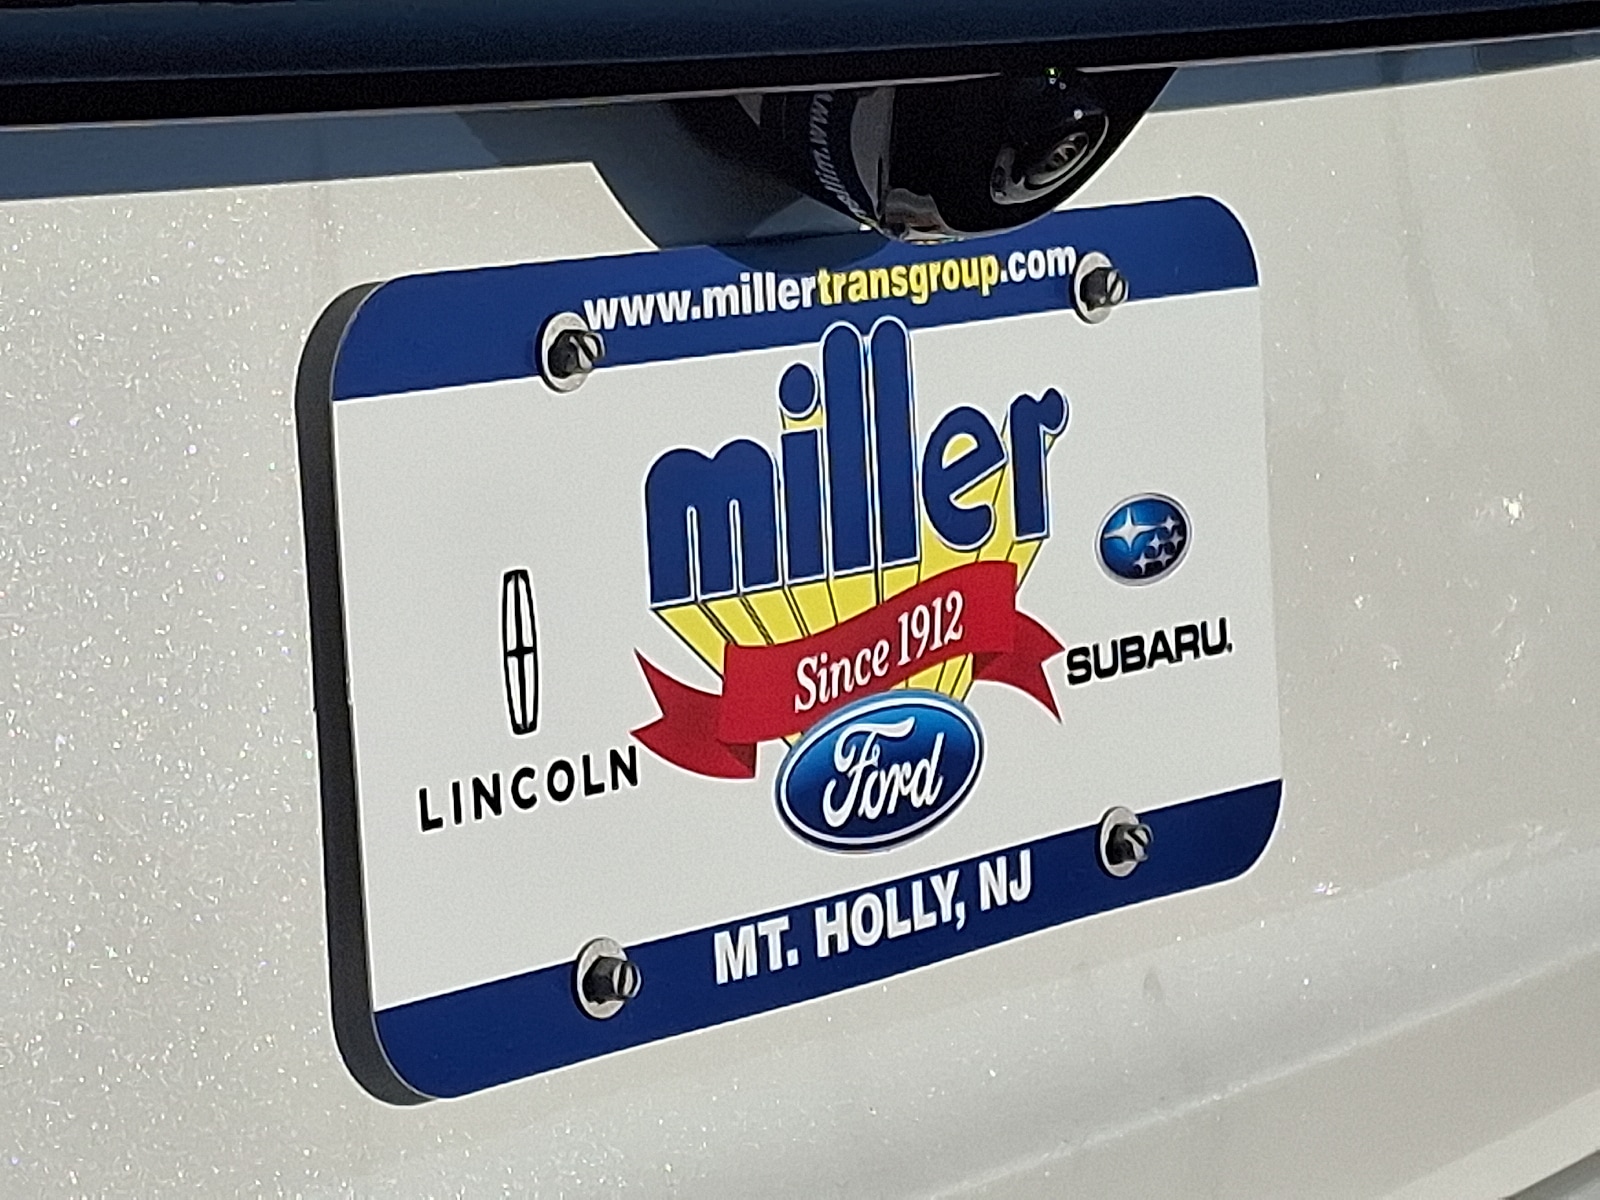 www.millertransgroup.com
miller
Since 1912
SUBARU.
LINCOLN
Ford
MT. HOLLY, NJ